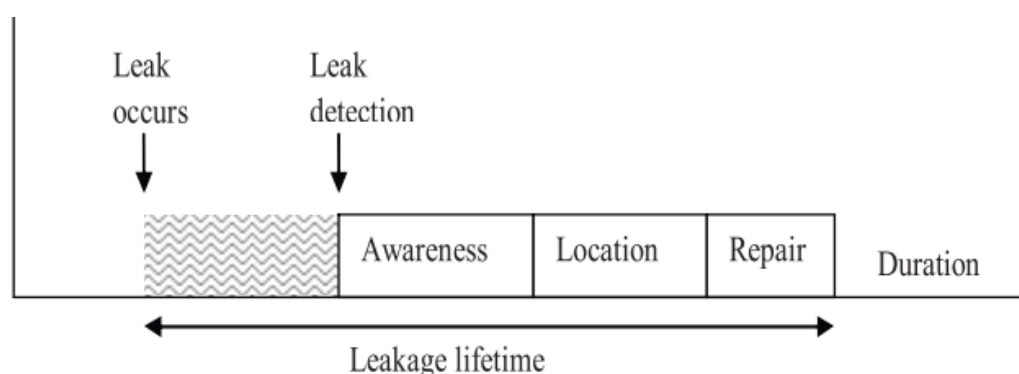 Leak
occurs
Leak
detection
Awareness
Location
Repair
Duration
Leakage lifetime